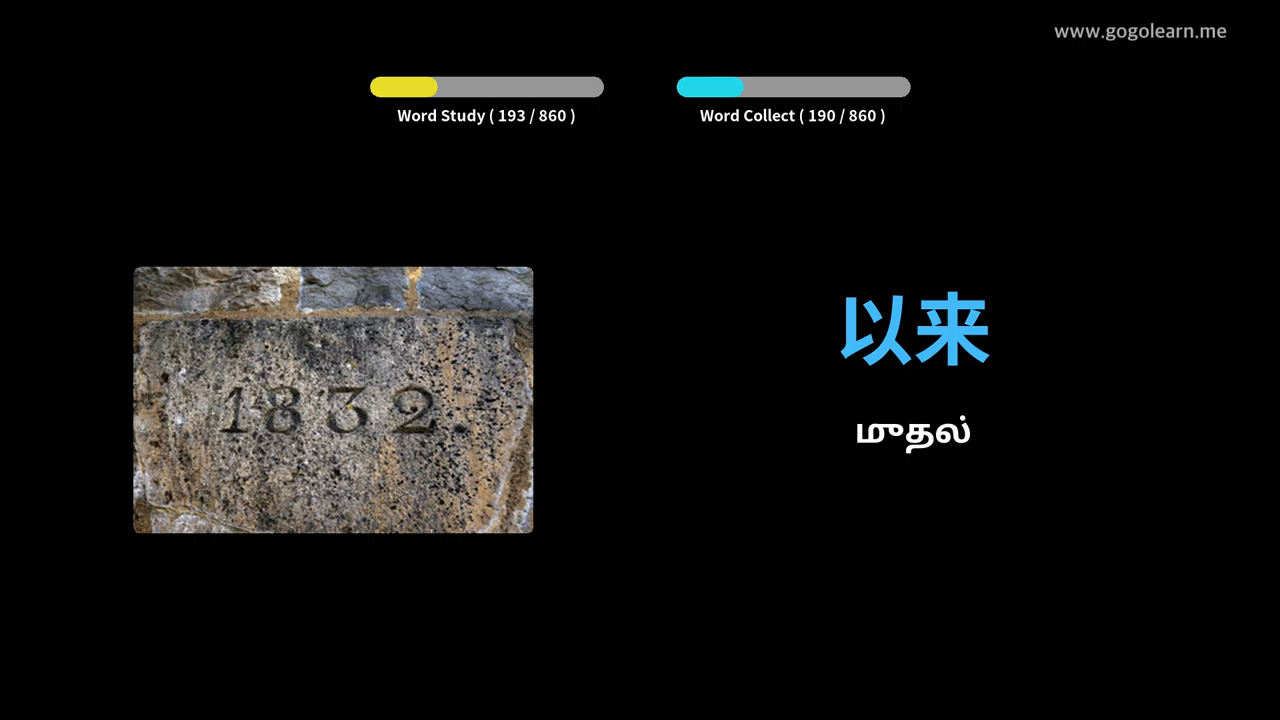 www.gogolearn.me
Word Study ( 193 / 860 )
Word Collect ( 190 / 860 )
1832.
以来
முதல்